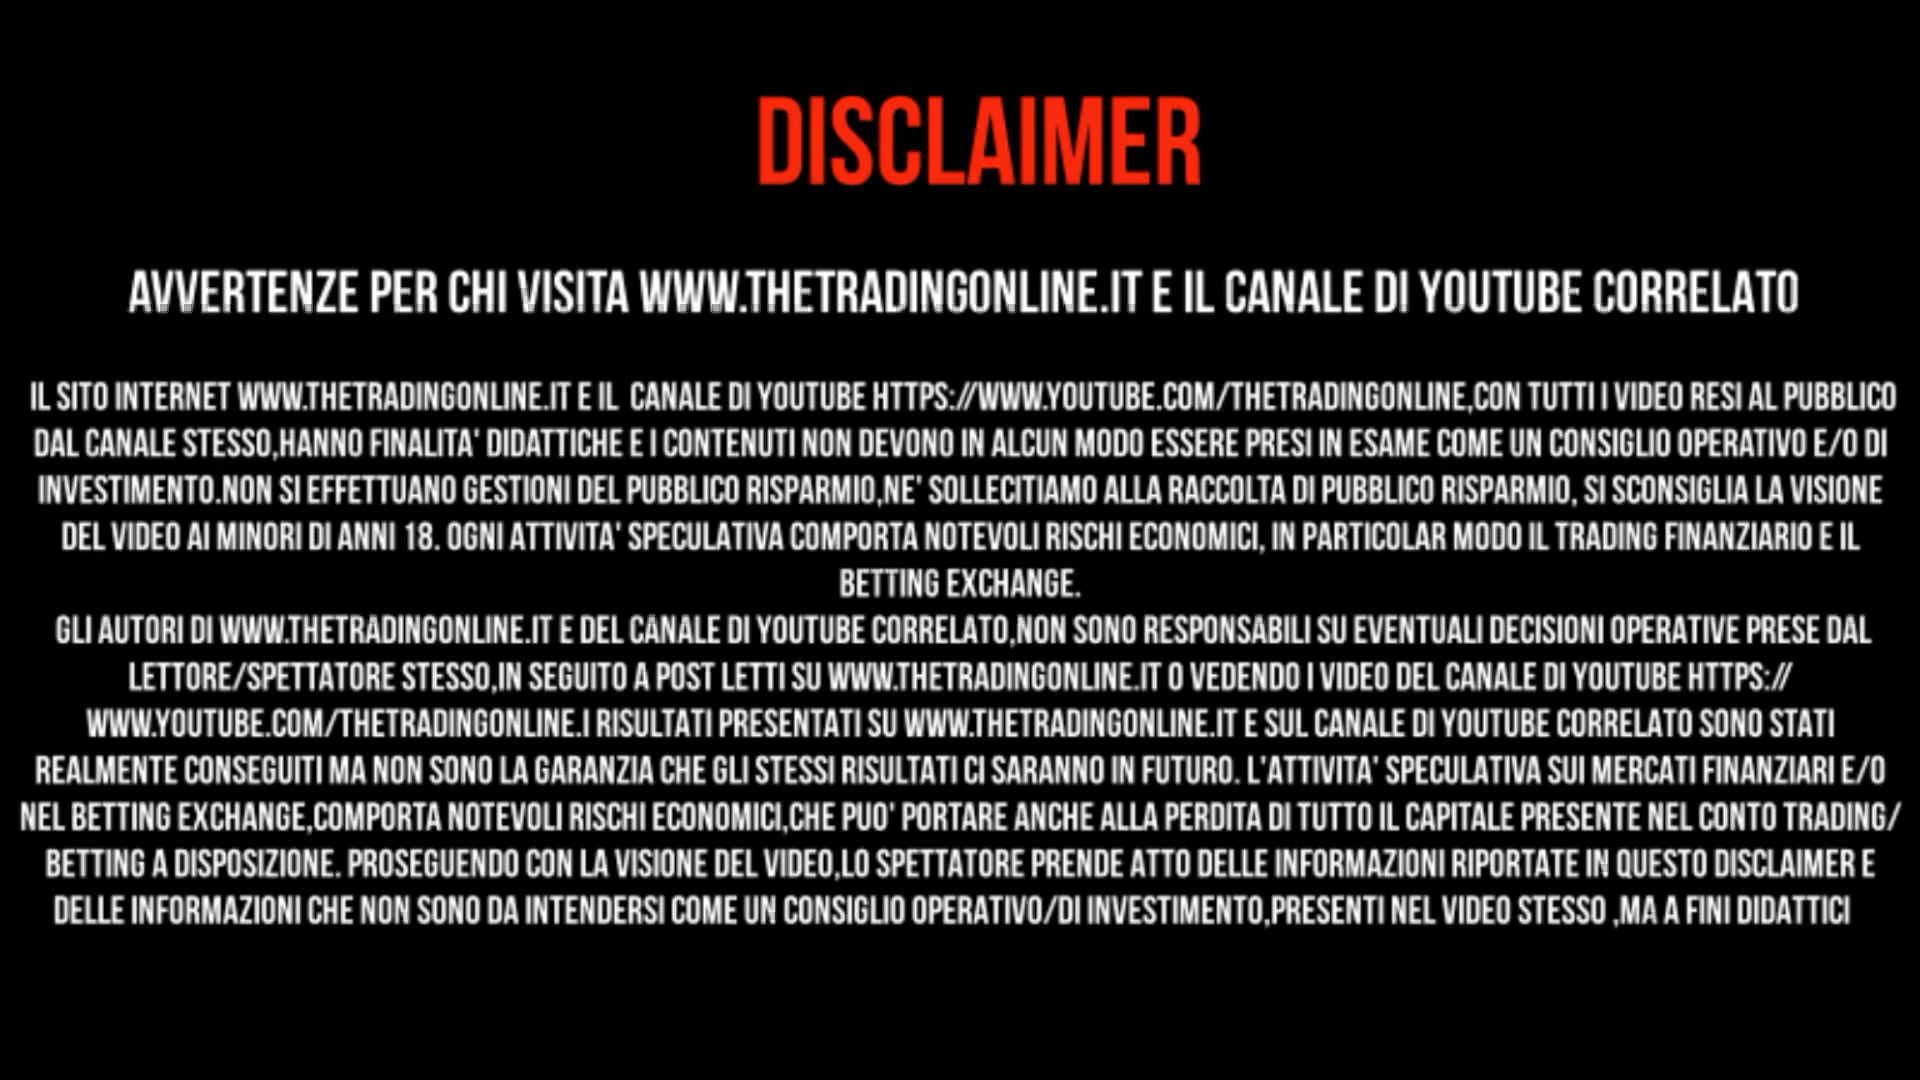 DISCLAIMER
AVVERTENZE PER CHI VISITA WWW.THETRADINGONLINE.IT E IL CANALE DI YOUTUBE CORRELATO
IL SITO INTERNET WWW.THETRADINGONLINE.IT E IL CANALE DI YOUTUBE HTTPS://WWW.YOUTUBE.COM/THETRADINGONLINE,CON TUTTI I VIDEO RESI AL PUBBLICO
DAL CANALE STESSO,HANNO FINALITA' DIDATTICHE E I CONTENUTI NON DEVONO IN ALCUN MODO ESSERE PRESI IN ESAME COME UN CONSIGLIO OPERATIVO E/O DI
INVESTIMENTO.NON SI EFFETTUANO GESTIONI DEL PUBBLICO RISPARMIO,NE' SOLLECITIAMO ALLA RACCOLTA DI PUBBLICO RISPARMIO, SI SCONSIGLIA LA VISIONE
DEL VIDEO AI MINORI DI ANNI 18. OGNI ATTIVITA' SPECULATIVA COMPORTA NOTEVOLI RISCHI ECONOMICI, IN PARTICOLAR MODO IL TRADING FINANZIARIO E IL
BETTING EXCHANGE.
GLI AUTORI DI WWW.THETRADINGONLINE.IT E DEL CANALE DI YOUTUBE CORRELATO,NON SONO RESPONSABILI SU EVENTUALI DECISIONI OPERATIVE PRESE DAL
LETTORE/SPETTATORE STESSO,IN SEGUITO A POST LETTI SU WWW.THETRADINGONLINE.IT O VEDENDO I VIDEO DEL CANALE DI YOUTUBE HTTPS://
WWW.YOUTUBE.COM/THETRADINGONLINE.I RISULTATI PRESENTATI SU WWW.THETRADINGONLINE.IT E SUL CANALE DI YOUTUBE CORRELATO SONO STATI
REALMENTE CONSEGUITI MA NON SONO LA GARANZIA CHE GLI STESSI RISULTATI CI SARANNO IN FUTURO. L'ATTIVITA' SPECULATIVA SUI MERCATI FINANZIARI E/O
NEL BETTING EXCHANGE,COMPORTA NOTEVOLI RISCHI ECONOMICI,CHE PUO' PORTARE ANCHE ALLA PERDITA DI TUTTO IL CAPITALE PRESENTE NEL CONTO TRADING/
BETTING A DISPOSIZIONE. PROSEGUENDO CON LA VISIONE DEL VIDEO,LO SPETTATORE PRENDE ATTO DELLE INFORMAZIONI RIPORTATE IN QUESTO DISCLAIMER E
DELLE INFORMAZIONI CHE NON SONO DA INTENDERSI COME UN CONSIGLIO OPERATIVO/DI INVESTIMENTO,PRESENTI NEL VIDEO STESSO ,MA A FINI DIDATTICI